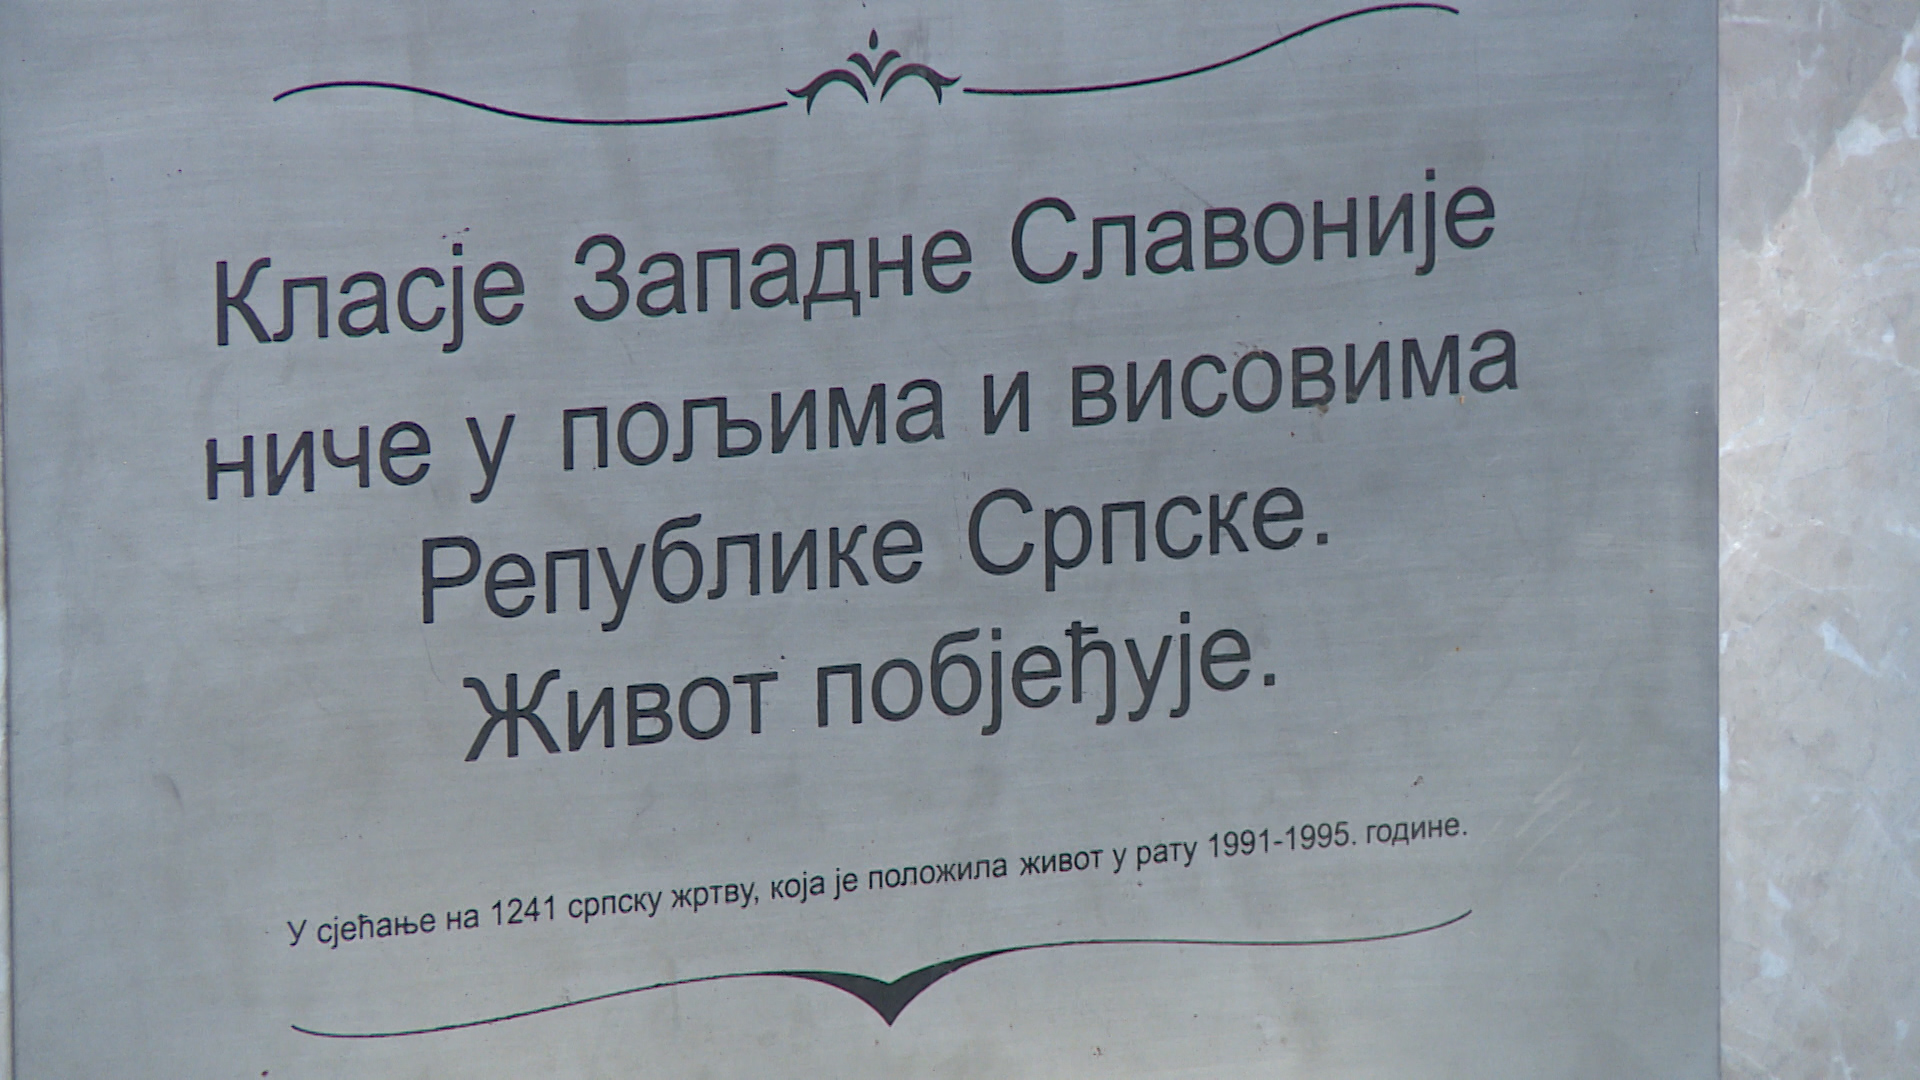 Класје Западне Славоније
ниче у пољима и висовима
Републике Српске.
Живот побјеђује.
У сјећање на 1241 српску жртву, која је положила живот у рату 1991-1995. године.